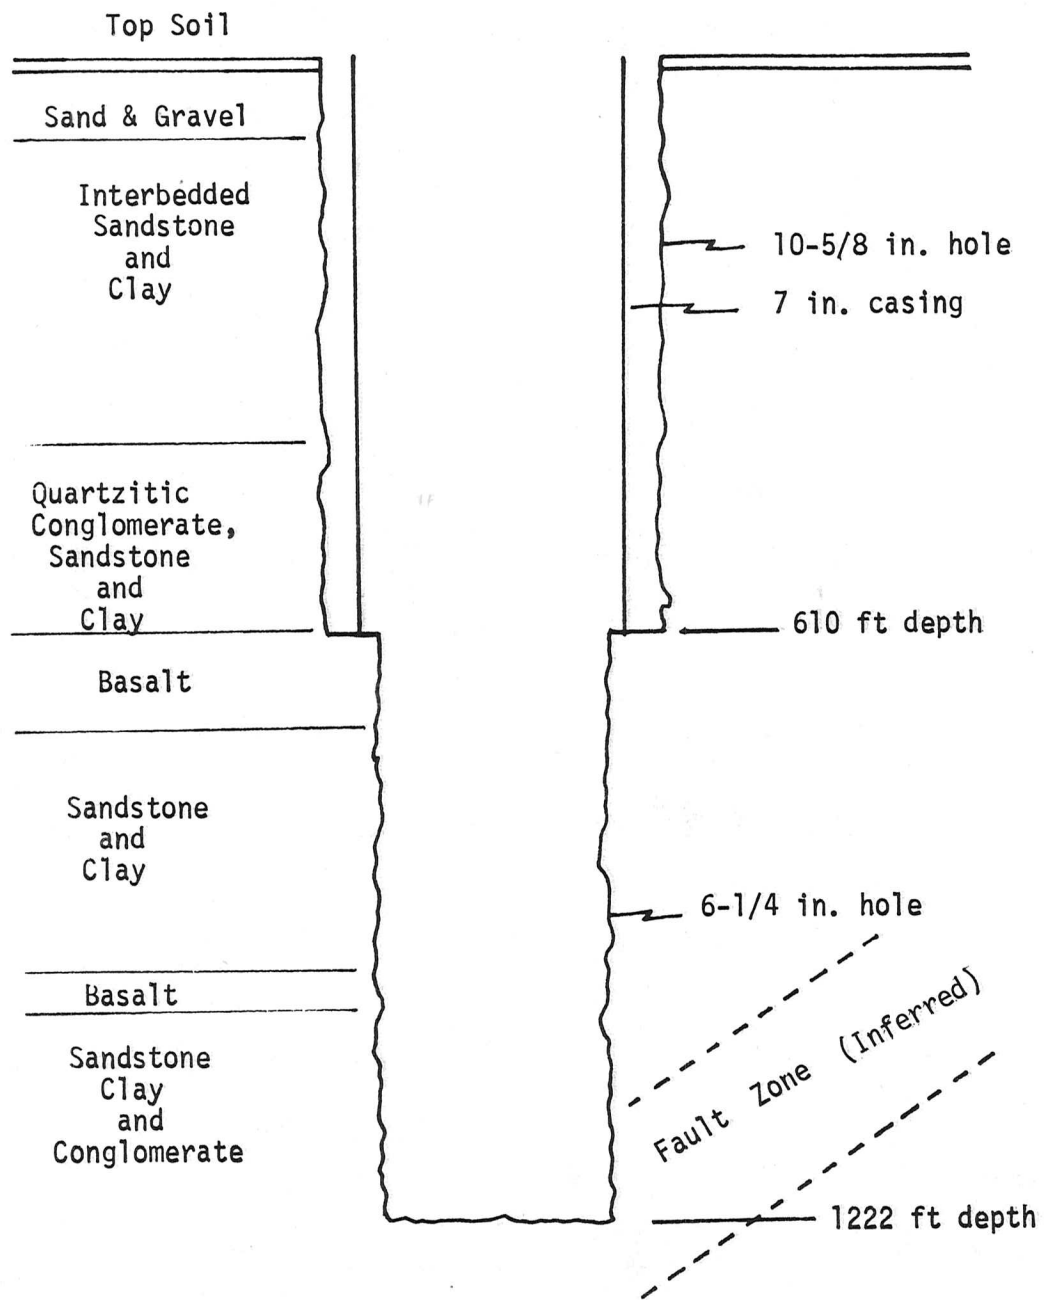 Top Soil
Sand & Gravel
Interbedded
Sandstone
and
Clay
10-5/8 in. hole
7 in. casing
Quartzitic
Conglomerate,
Sandstone
and
Clay
610 ft depth
Basalt
Sandstone
and
Clay
6-1/4 in. hole
Basalt
Fault Zone (Inferred)
Sandstone
Clay
and
Conglomerate
1222 ft depth